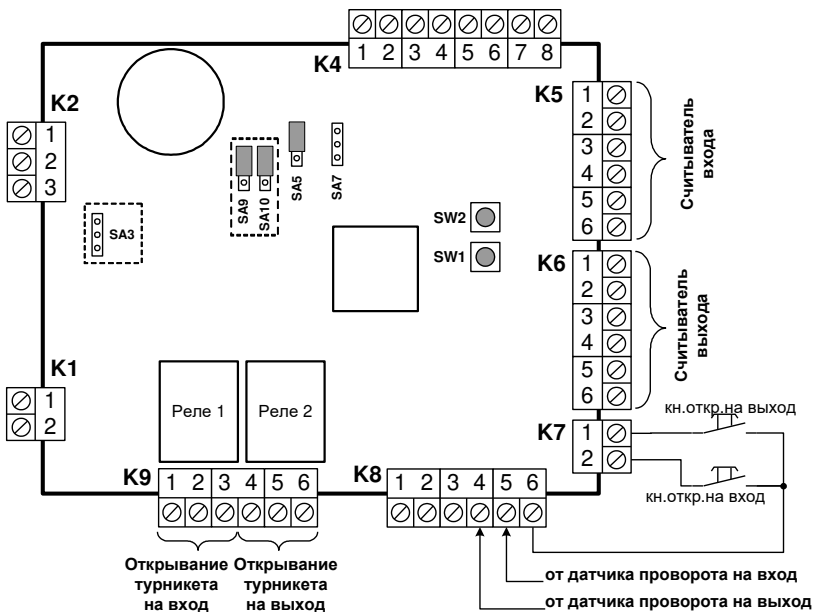 K4
1 2 3 4 5 6 7 8
K2
1
2
3
SA3
SA9
SA10
SA5
SA7
SW2
SW1
K5
1
2
3
4
5
6
Считыватель
входа
K6
1
2
3
4
5
6
Считыватель
выхода
K1
1
2
Реле 1
Реле 2
K7
1
2
кн.откр.на выход
кн.откр.на вход
K9
1 2 3 4 5 6
K8
1 2 3 4 5 6
Открывание
турникета
на вход
Открывание
турникета
на выход
от датчика проворота на вход
от датчика проворота на выход